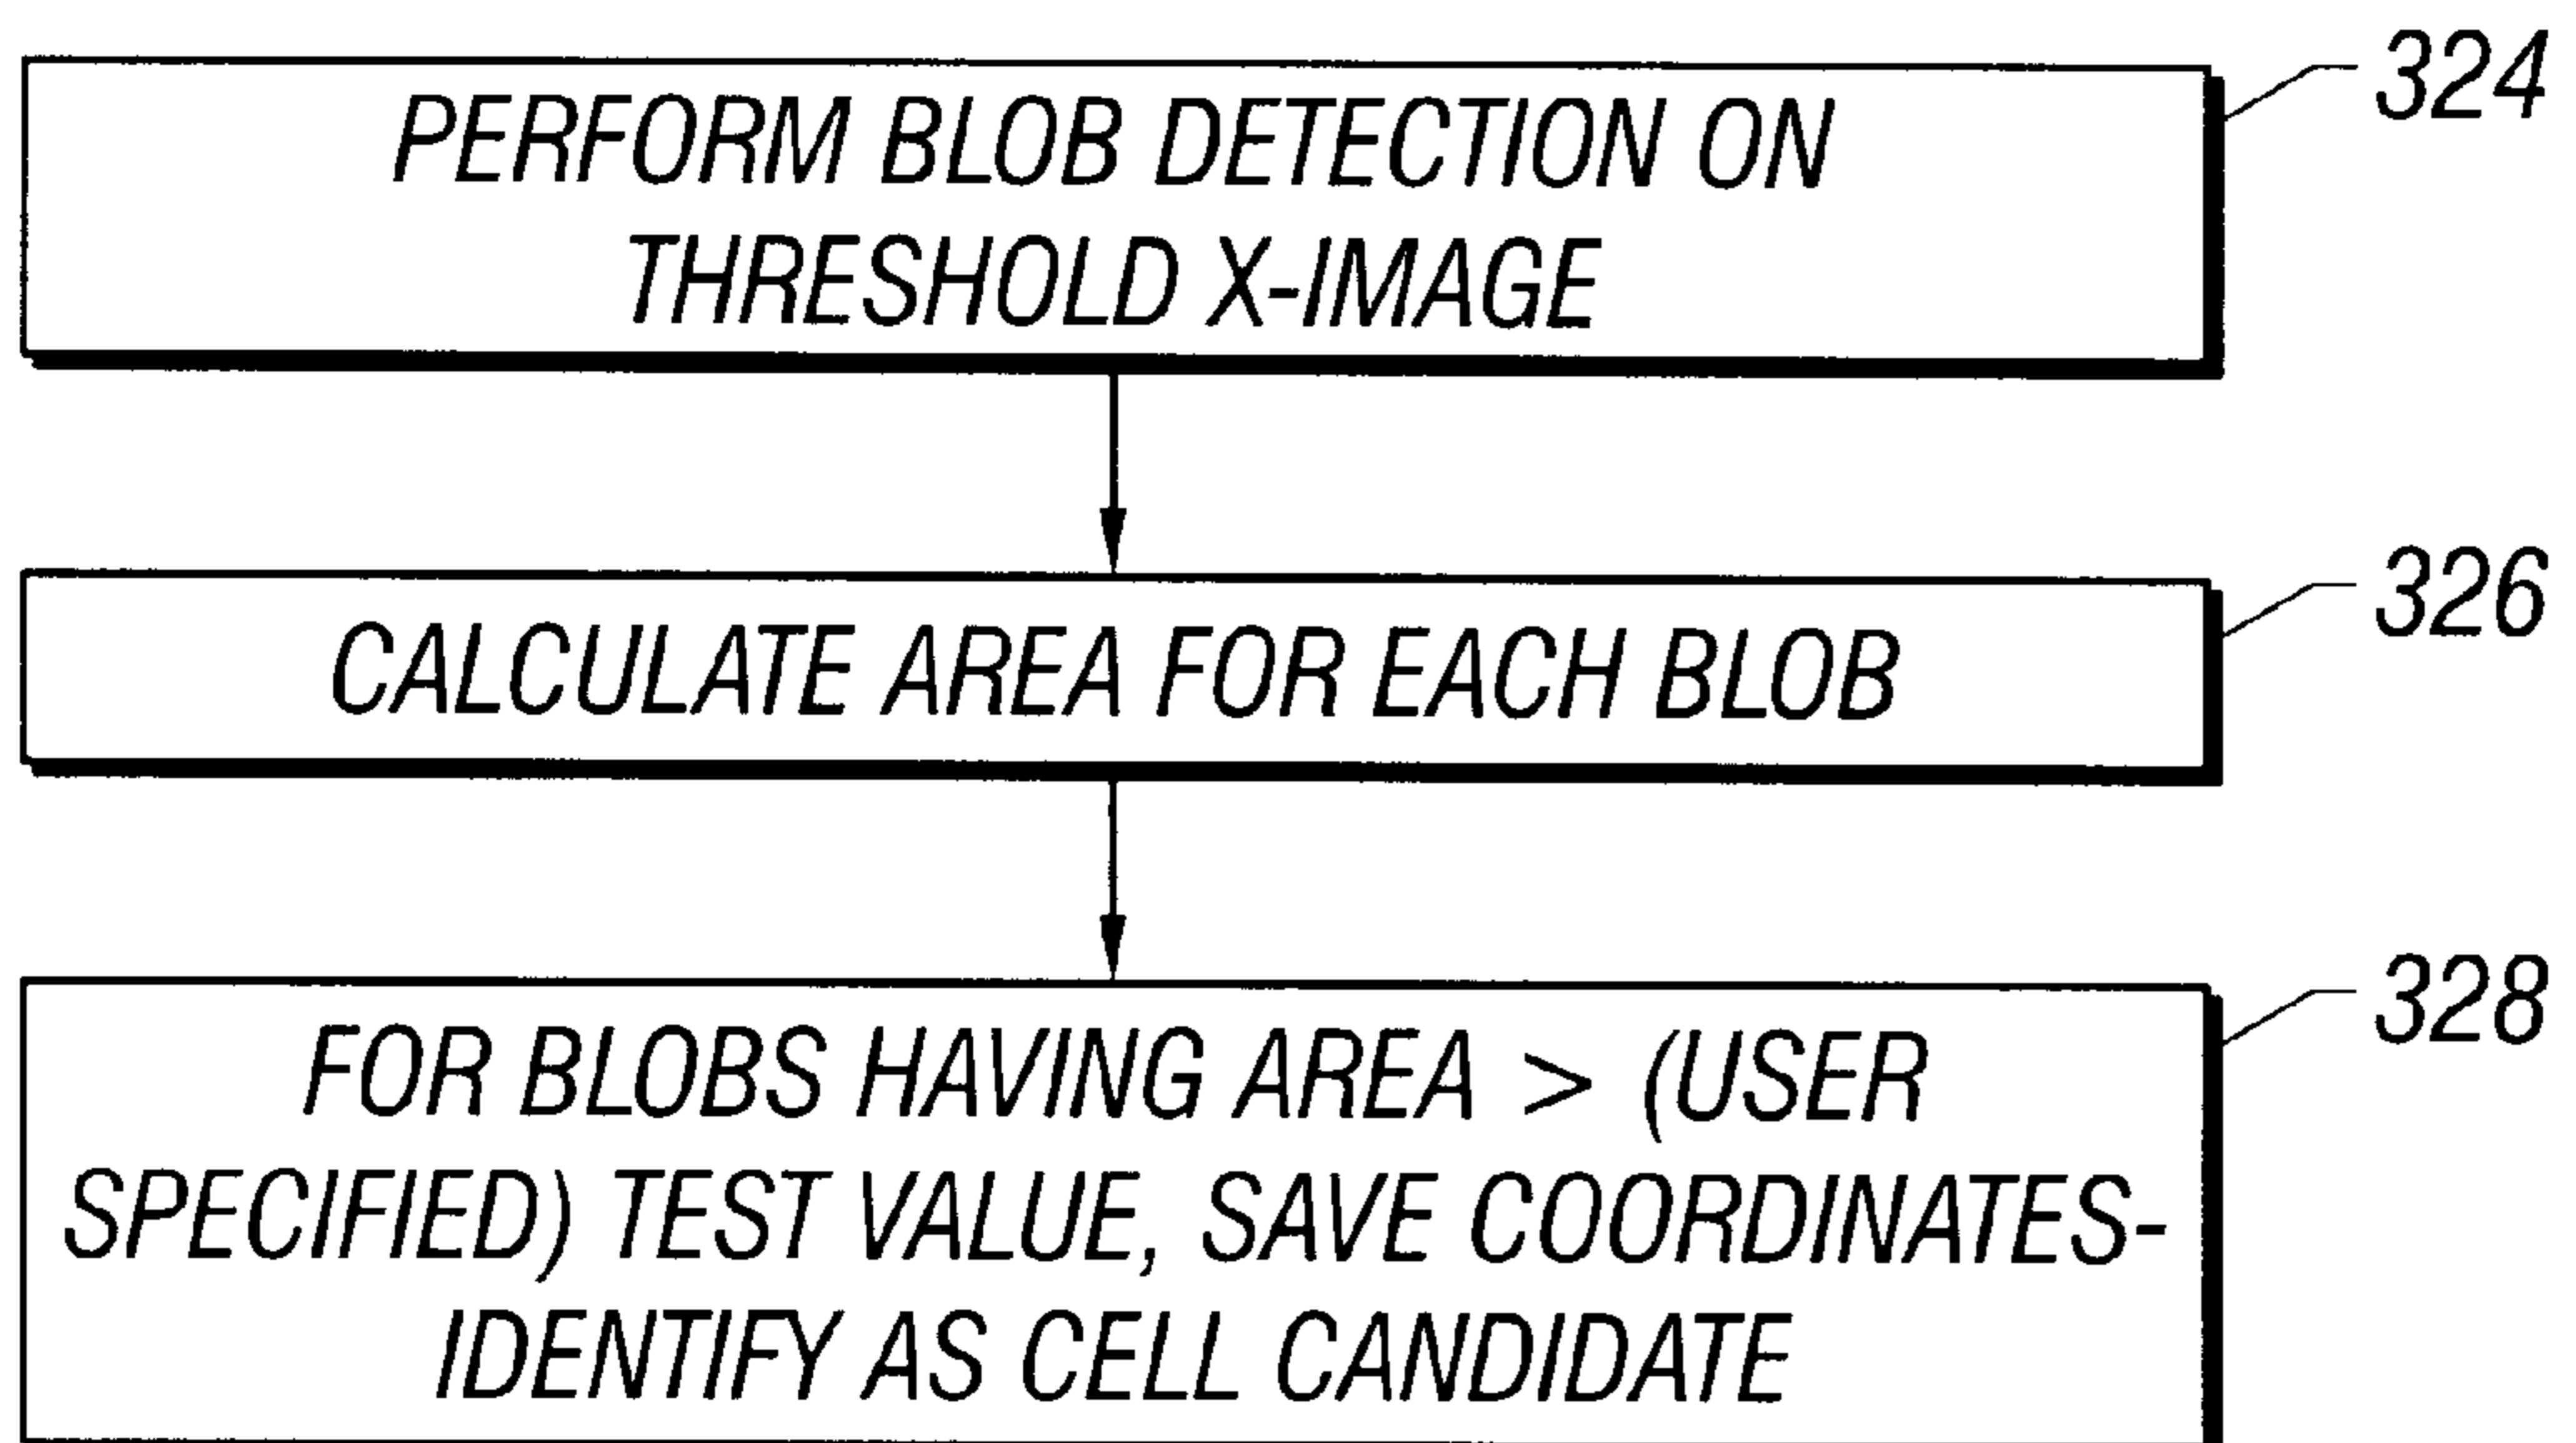 324
PERFORM BLOB DETECTION ON
THRESHOLD X-IMAGE
326
CALCULATE AREA FOR EACH BLOB
328
FOR BLOBS HAVING AREA > (USER
SPECIFIED) TEST VALUE, SAVE COORDINATES-
IDENTIFY AS CELL CANDIDATE